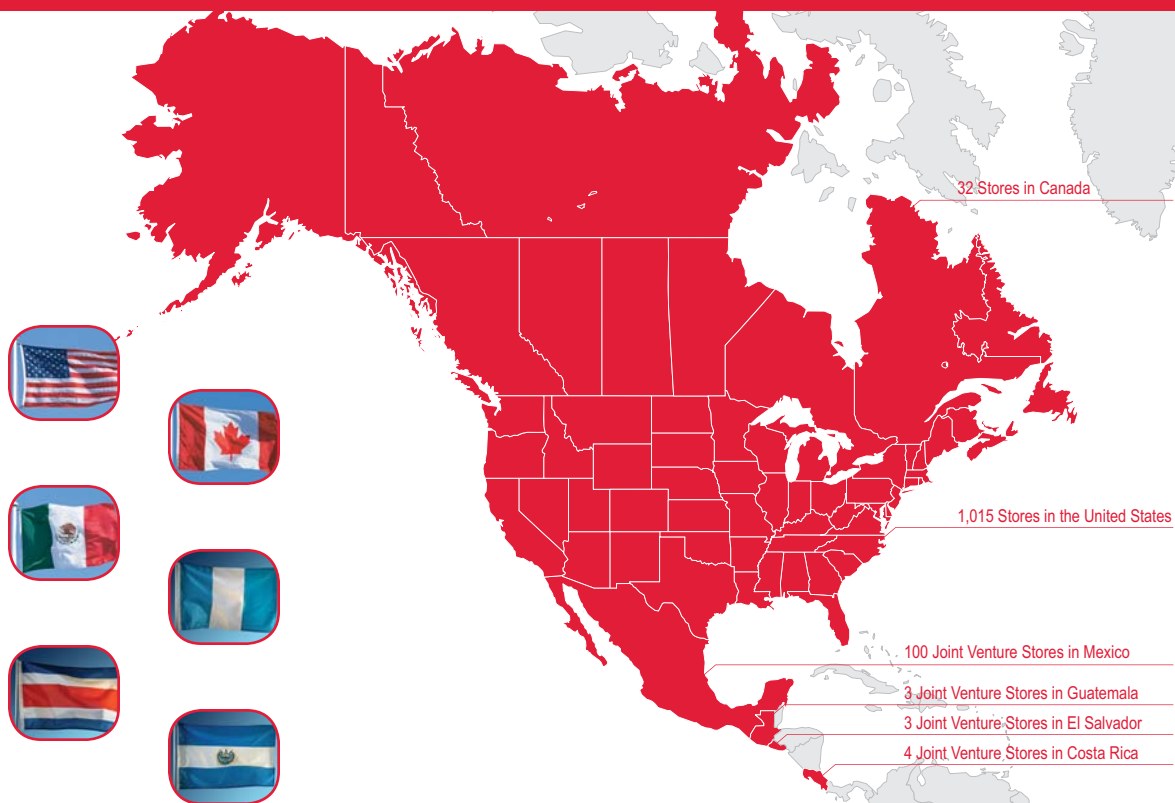 32 Stores in Canada
1,015 Stores in the United States
100 Joint Venture Stores in Mexico
3 Joint Venture Stores in Guatemala
3 Joint Venture Stores in El Salvador
4 Joint Venture Stores in Costa Rica